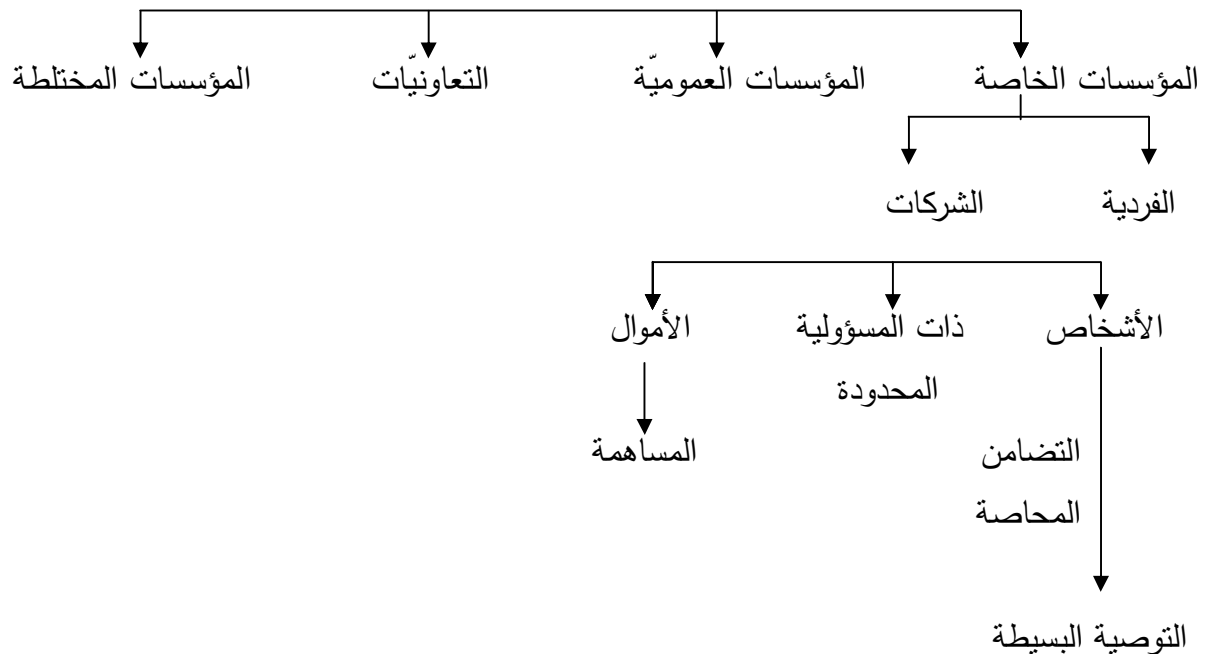 المؤسسات الخاصة المؤسسات العموميّة التعاونيّات المؤسسات المختلطة
الفردية الشركات
الأشخاص ذات المسؤولية الأموال
المحدودة
التضامن المساهمة
المحاصة
التوصية البسيطة